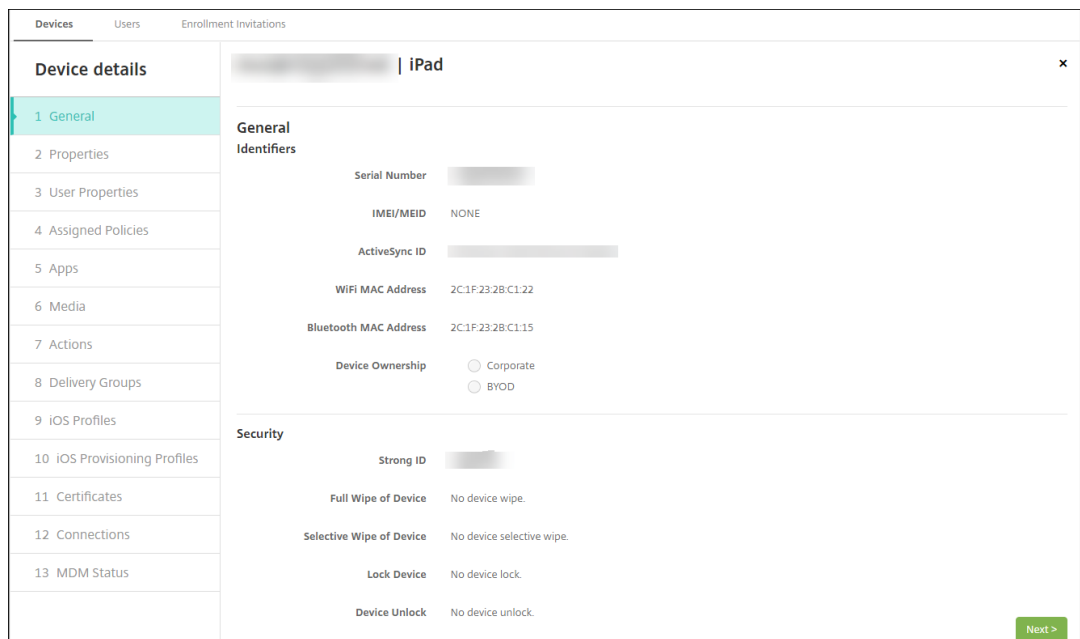 Devices Users Enrollment Invitations
Device details
1 General
2 Properties
3 User Properties
4 Assigned Policies
5 Apps
6 Media
7 Actions
8 Delivery Groups
9 iOS Profiles
10 iOS Provisioning Profiles
11 Certificates
12 Connections
13 MDM Status
| iPad
×
General
Identifiers
Serial Number
IMEI/MEID NONE
ActiveSync ID
WiFi MAC Address 2C:1F:23:2B:C1:22
Bluetooth MAC Address 2C:1F:23:2B:C1:15
Device Ownership Corporate
BYOD
Security
Strong ID
Full Wipe of Device No device wipe.
Selective Wipe of Device No device selective wipe.
Lock Device No device lock.
Device Unlock No device unlock.
Next >